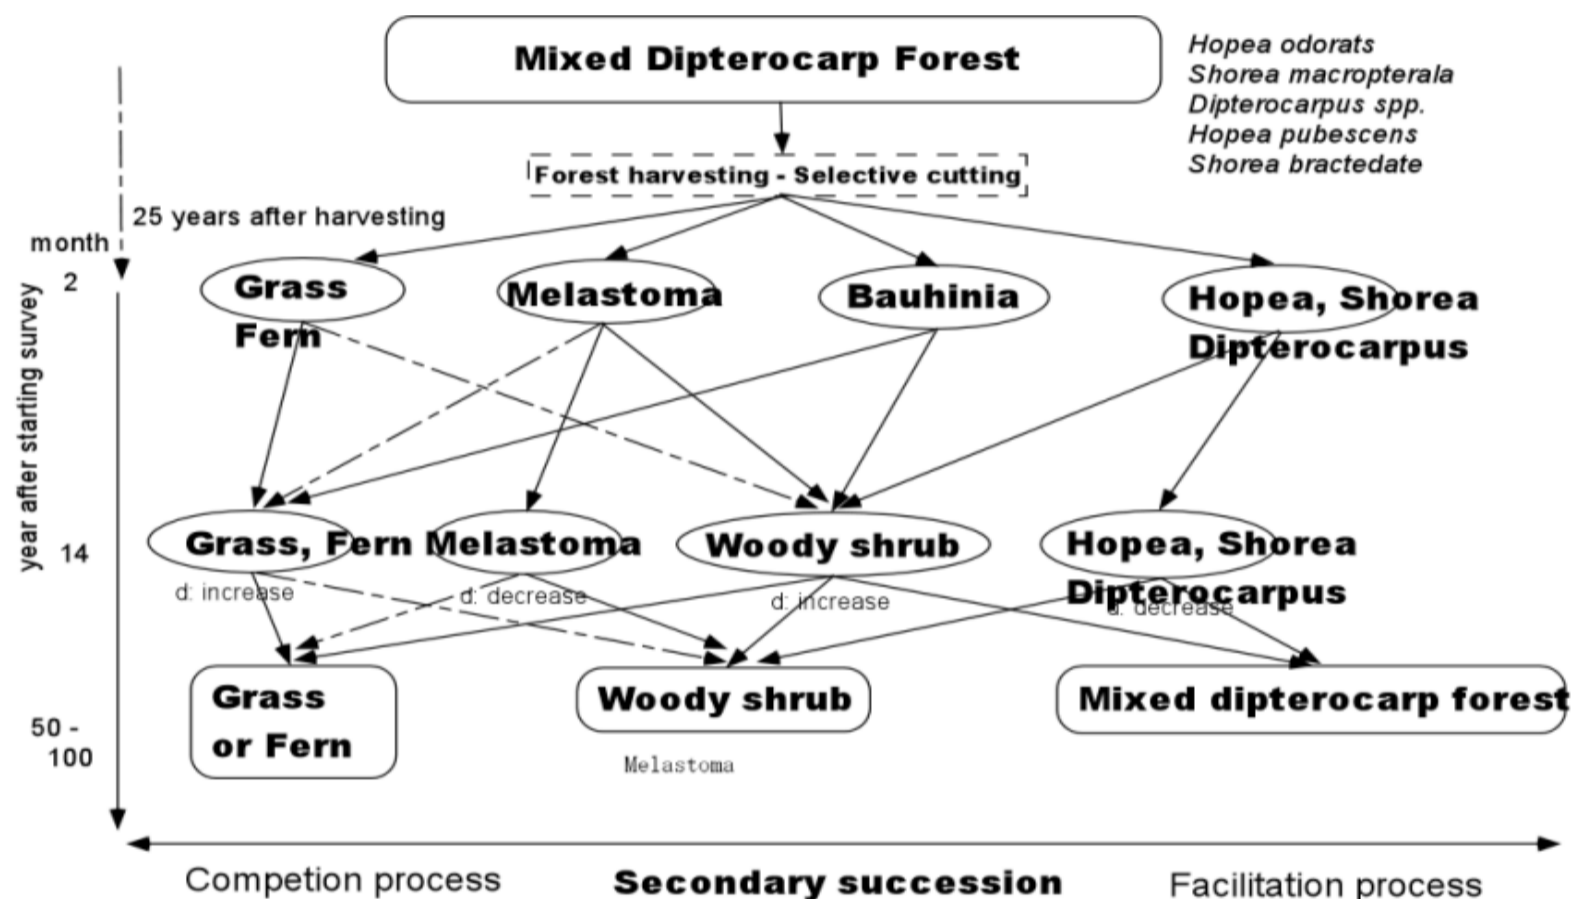 Mixed Dipterocarp Forest
Hopea odorats
Shorea macropterala
Dipterocarpus spp.
Hopea pubescens
Shorea bractedate
Forest harvesting - Selective cutting
25 years after harvesting
month
year after starting survey
2
Grass
Fern
Melastoma
Bauhinia
Hopea, Shorea
Dipterocarpus
14
Grass, Fern
d: increase
Melastoma
d: decrease
Woody shrub
d: increase
Hopea, Shorea
Dipterocarpus
d: decrease
50 -
100
Grass
or Fern
Woody shrub
Melastoma
Mixed dipterocarp forest
Competion process
Secondary succession
Facilitation process